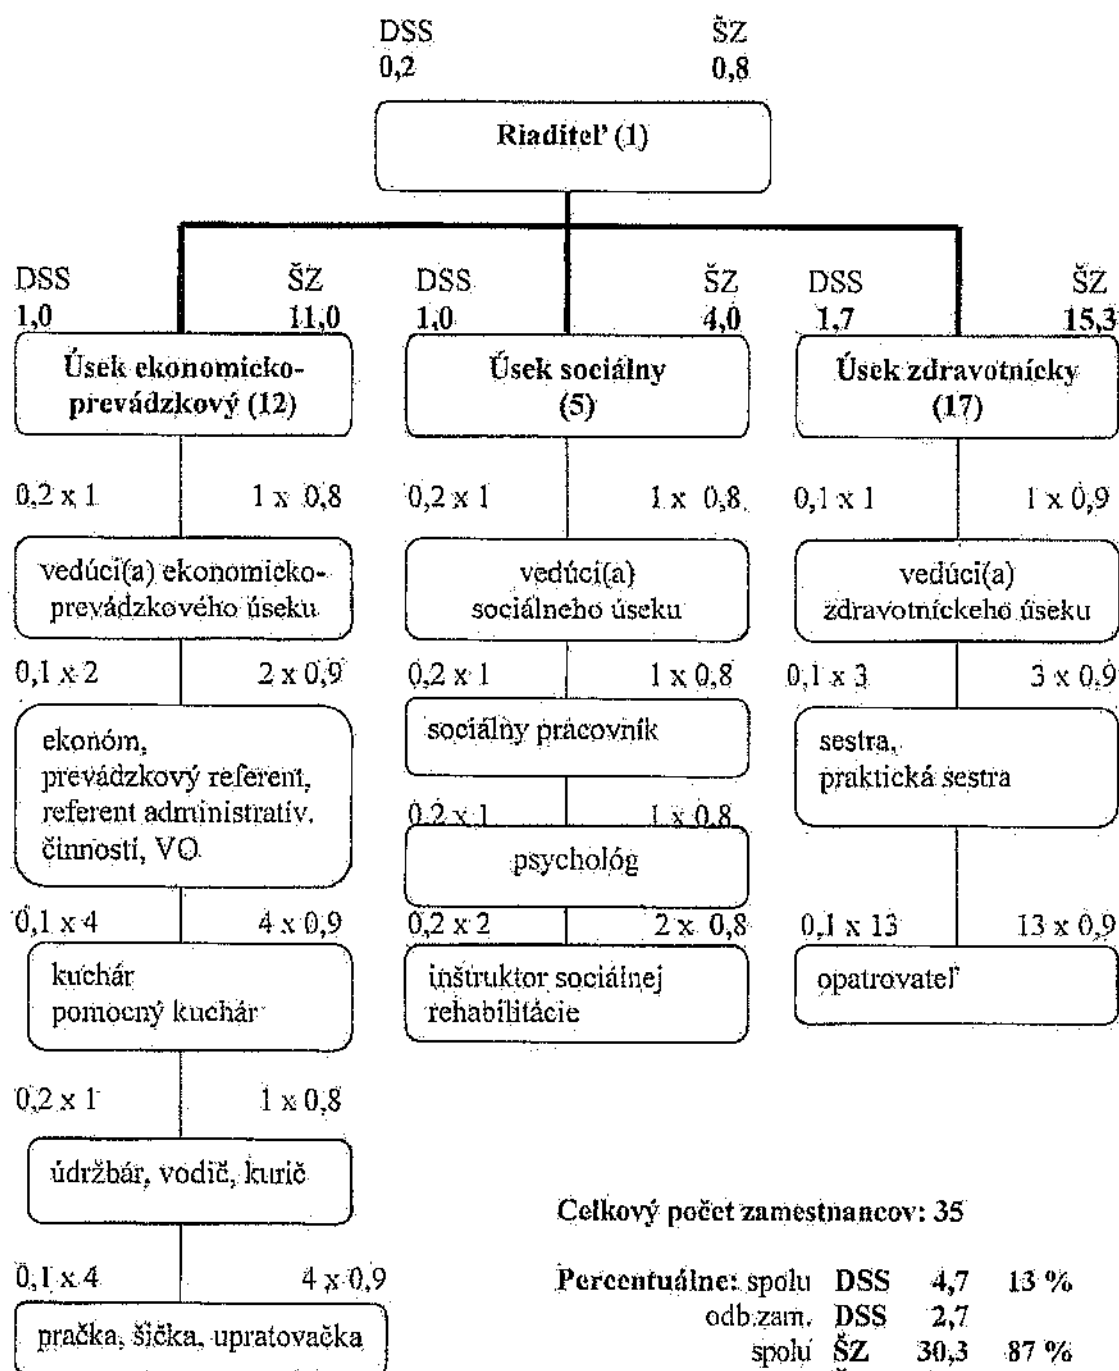 DSS ŠZ
0,2 0,8
Riaditeľ (1)
DSS ŠZ DSS ŠZ DSS ŠZ
1,0 11,0 1,0 4,0 1,7 15,3
Úsek ekonomicko-
prevádzkový (12)
Úsek sociálny
(5)
Úsek zdravotnícky
(17)
0,2 x 1 1 x 0,8 0,2 x 1 1 x 0,8 0,1 x 1 1 x 0,9
vedúci(a) ekonomicko-
prevádzkového úseku
vedúci(a)
sociálneho úseku
vedúci(a)
zdravotníckeho úseku
0,1 x 2 2 x 0,9 0,2 x 1 1 x 0,8 0,1 x 3 3 x 0,9
ekonóm,
prevádzkový referent,
referent administratív.
činností, VO
sociálny pracovník
sestra,
praktická sestra
0,2 x 1 1 x 0,8
psychológ
0,1 x 4 4 x 0,9 0,2 x 2 2 x 0,8 0,1 x 13 13 x 0,9
kuchár
pomocný kuchár
inštruktor sociálnej
rehabilitácie
opatrovateľ
0,2 x 1 1 x 0,8
údržbár, vodič, kurič
Celkový počet zamestnancov: 35
0,1 x 4 4 x 0,9
pračka, šička, upratovačka
Percentuálne: spolu DSS 4,7 13 %
odb.zam. DSS 2,7
spolu ŠZ 30,3 87 %